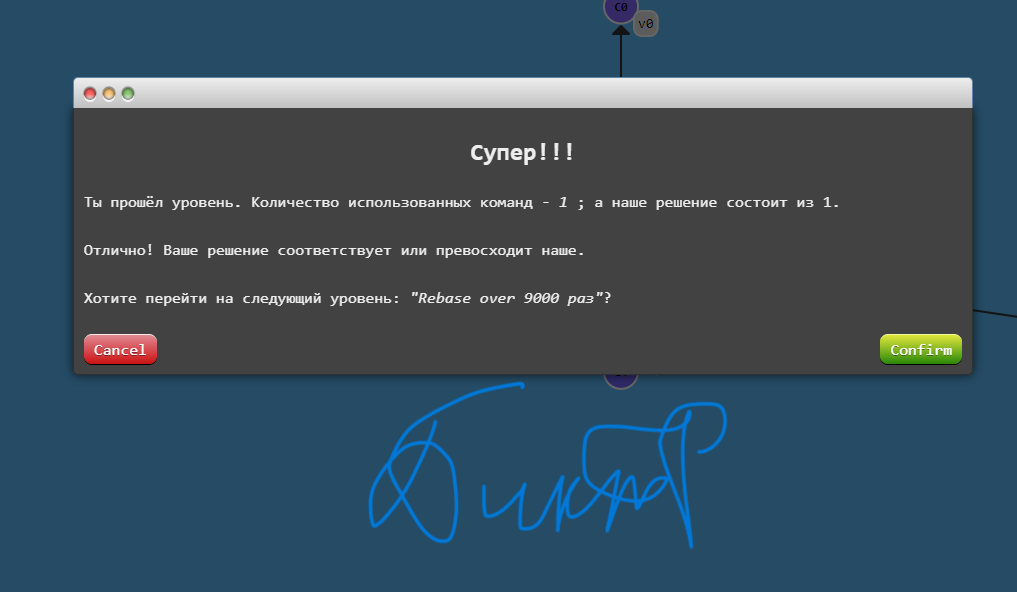 C0
v0
Супер!!!
Ты прошёл уровень. Количество использованных команд - 1 ; а наше решение состоит из 1.
Отлично! Ваше решение соответствует или превосходит наше.
Хотите перейти на следующий уровень: "Rebase over 9000 раз"?
Cancel
Confirm